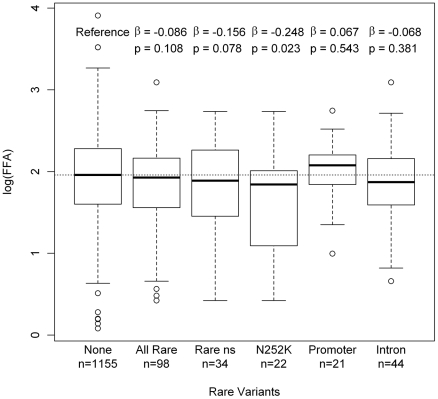 Reference β = -0.086 β = -0.156 β = -0.248 β = 0.067 β = -0.068
p = 0.108 p = 0.078 p = 0.023 p = 0.543 p = 0.381
4
3
2
1
0
log(FFA)
None All Rare Rare ns N252K Promoter Intron
n=1155 n=98 n=34 n=22 n=21 n=44
Rare Variants